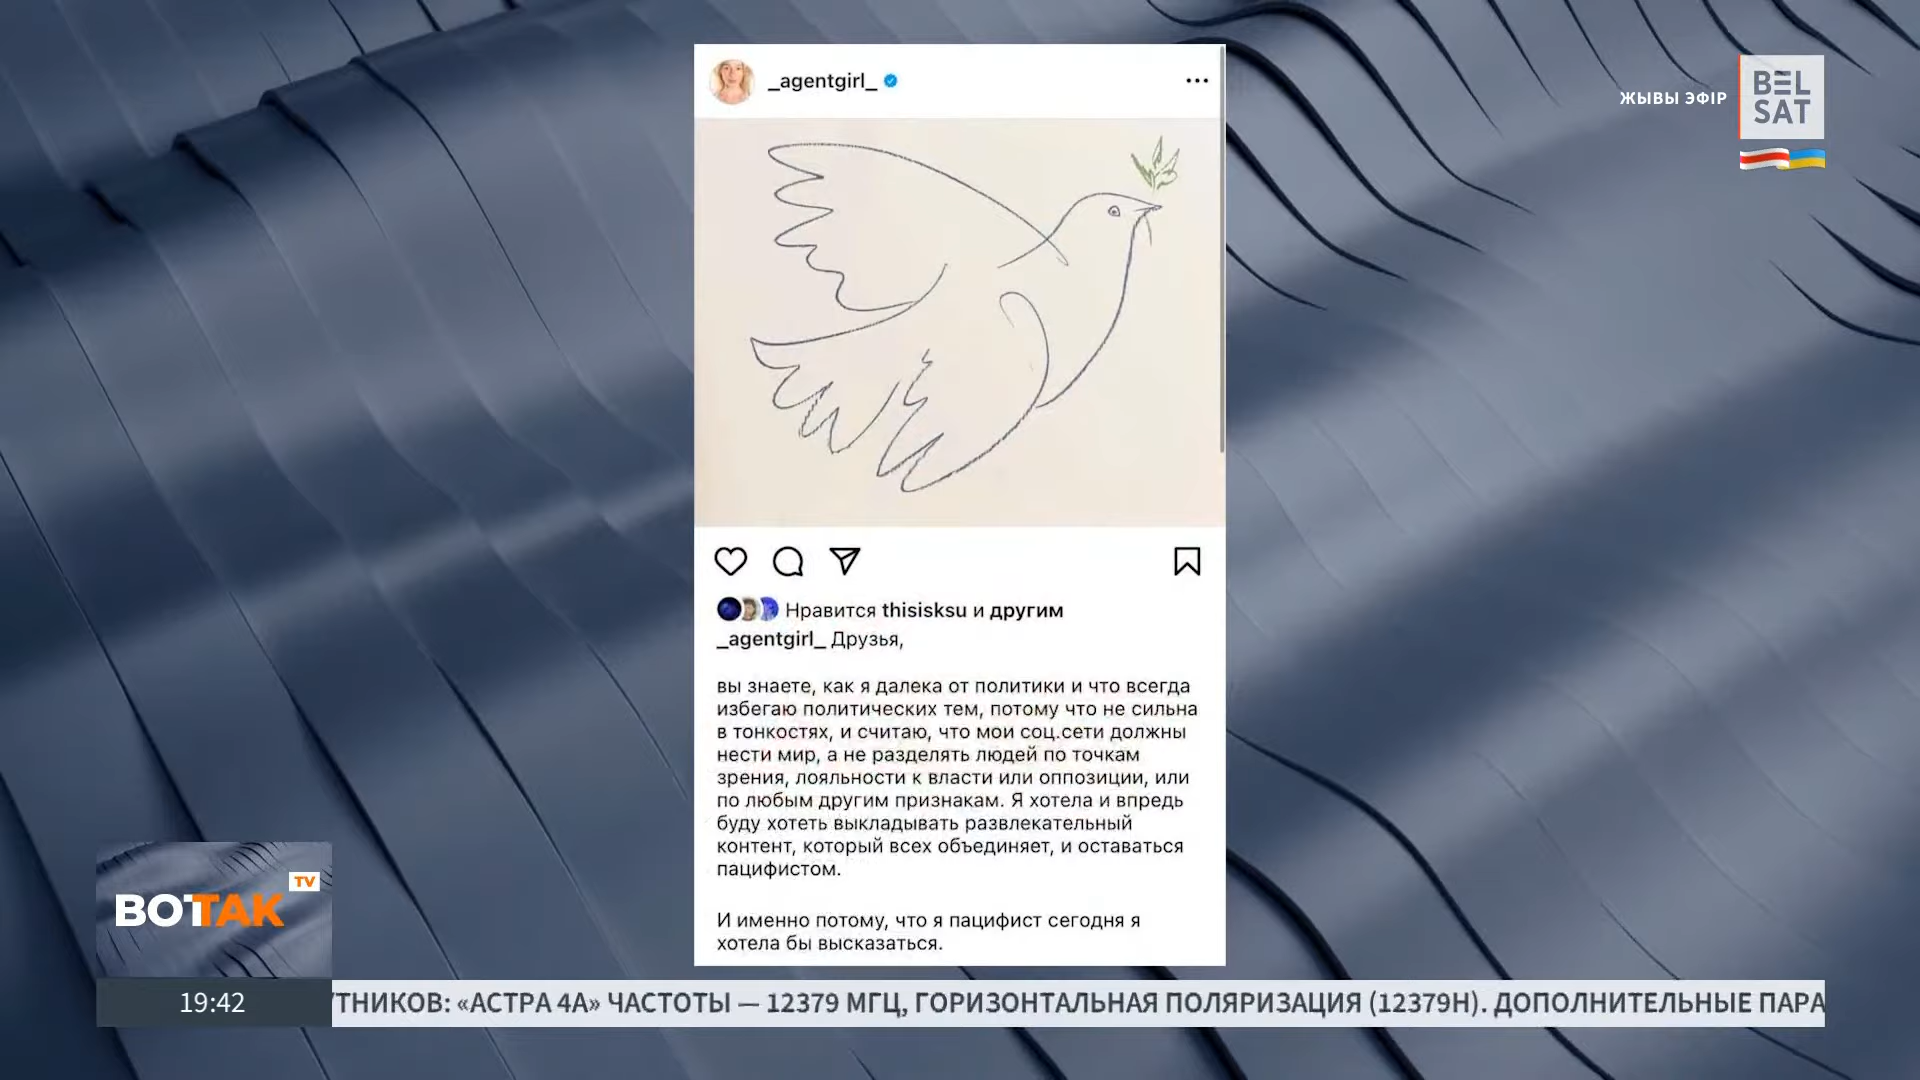 _agentgirl_
ЖЫВЫ ЭФІР
BEL
SAT
Нравится thisisksu и другим
_agentgirl_ Друзья,
вы знаете, как я далека от политики и что всегда
избегаю политических тем, потому что не сильна
в тонкостях, и считаю, что мои соц.сети должны
нести мир, а не разделять людей по точкам
зрения, лояльности к власти или оппозиции, или
по любым другим признакам. Я хотела и впредь
буду хотеть выкладывать развлекательный
контент, который всех объединяет, и оставаться
пацифистом.
И именно потому, что я пацифист сегодня я
хотела бы высказаться.
ВОТ ТАК
TV
19:42
УТНИКОВ: «АСТРА 4А» ЧАСТОТЫ — 12379 МГЦ, ГОРИЗОНТАЛЬНАЯ ПОЛЯРИЗАЦИЯ (12379H). ДОПОЛНИТЕЛЬНЫЕ ПАРА